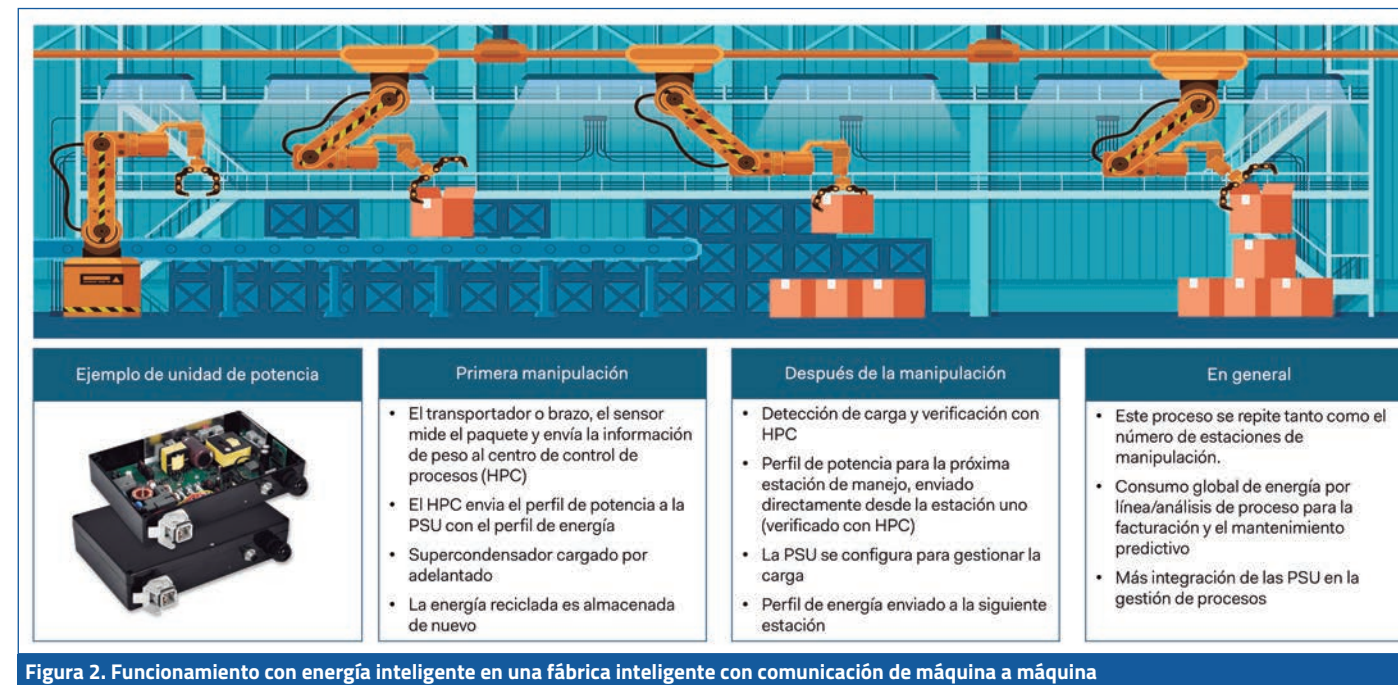 Ejemplo de unidad de potencia
Primera manipulación
• El transportador o brazo, el sensor
mide el paquete y envía la información
de peso al centro de control de
procesos (HPC)
• El HPC envia el perfil de potencia a la
PSU con el perfil de energía
• Supercondensador cargado por
adelantado
• La energía reciclada es almacenada
de nuevo
Después de la manipulación
• Detección de carga y verificación con
HPC
• Perfil de potencia para la próxima
estación de manejo, enviado
directamente desde la estación uno
(verificado con HPC)
• La PSU se configura para gestionar la
carga
• Perfil de energía enviado a la siguiente
estación
En general
• Este proceso se repite tanto como el
número de estaciones de
manipulación.
• Consumo global de energía por
línea/análisis de proceso para la
facturación y el mantenimiento
predictivo
• Más integración de las PSU en la
gestión de procesos
Figura 2. Funcionamiento con energía inteligente en una fábrica inteligente con comunicación de máquina a máquina